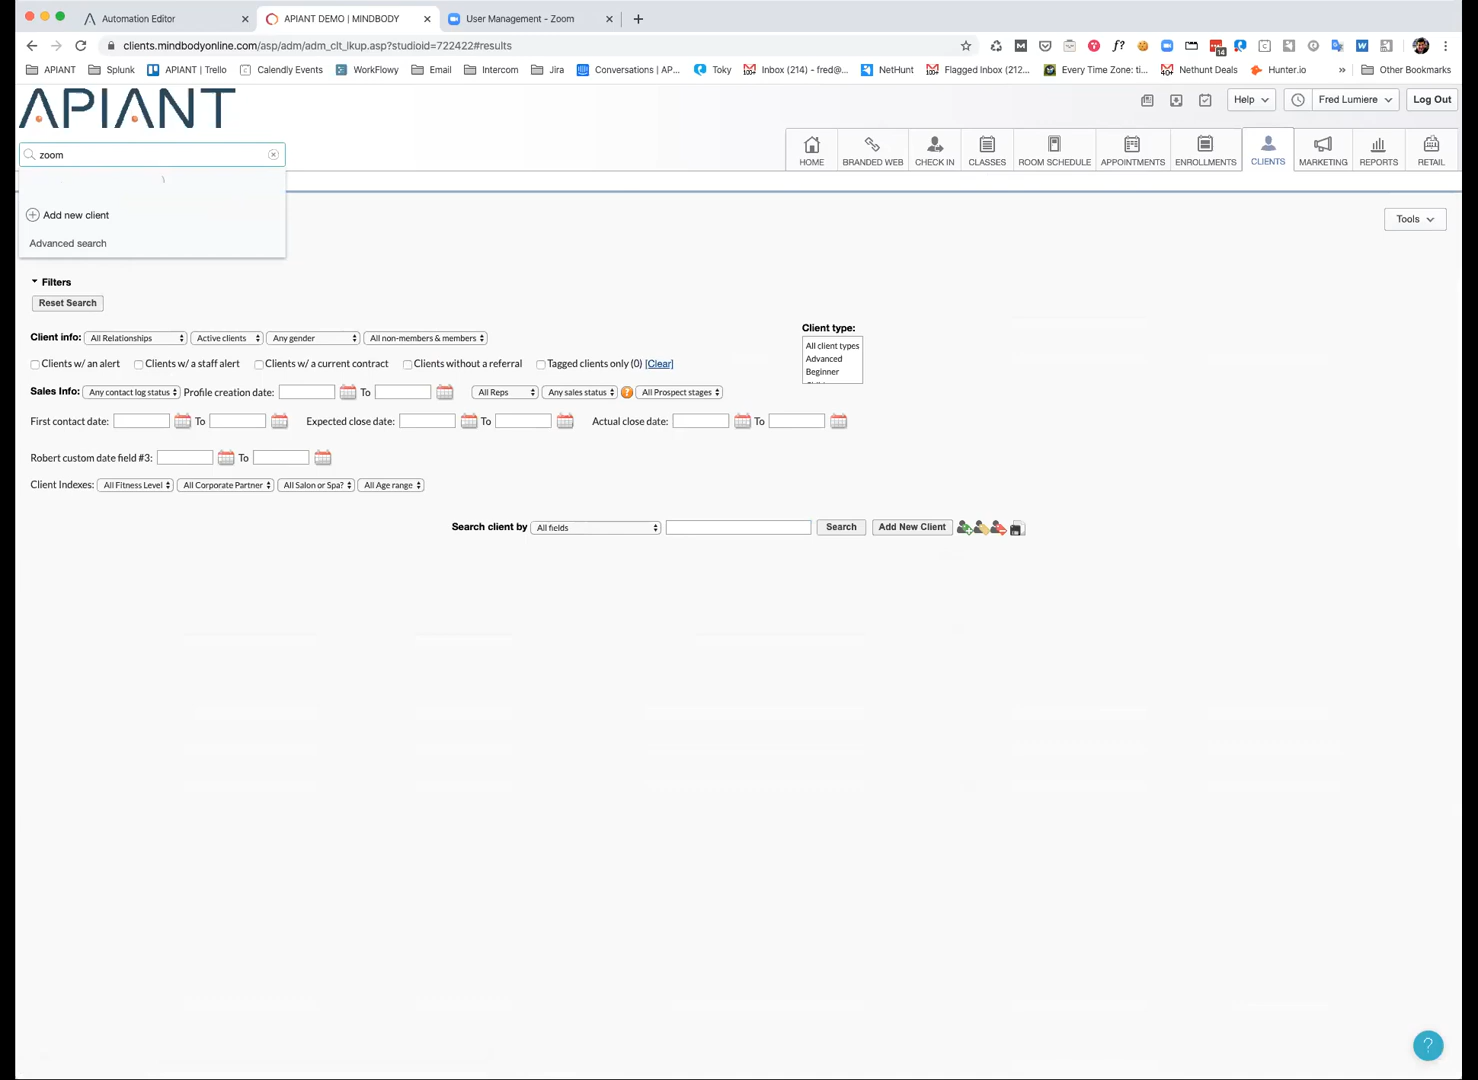 Automation Editor
APIANT DEMO | MINDBODY
User Management - Zoom
clients.mindbodyonline.com/asp/adm/adm_clt_lkup.asp?studioid=722422#results
APIANT
Splunk
APIANT | Trello
Calendly Events
WorkFlowy
Email
Intercom
Jira
Conversations | AP...
Toky
Inbox (214) - fred@...
NetHunt
Flagged Inbox (212...
Every Time Zone: ti...
Nethunt Deals
Hunter.io
»
Other Bookmarks
APIANT
Help
Fred Lumiere
Log Out
zoom
HOME
BRANDED WEB
CHECK IN
CLASSES
ROOM SCHEDULE
APPOINTMENTS
ENROLLMENTS
CLIENTS
MARKETING
REPORTS
RETAIL
Add new client
Advanced search
Tools
Filters
Reset Search
Client info: All Relationships Active clients Any gender All non-members & members
Client type:
All client types
Advanced
Beginner
Clients w/ an alert Clients w/ a staff alert Clients w/ a current contract Clients without a referral Tagged clients only (0) [Clear]
Sales Info: Any contact log status Profile creation date: To All Reps Any sales status ? All Prospect stages
First contact date: To Expected close date: To Actual close date: To
Robert custom date field #3: To
Client Indexes: All Fitness Level All Corporate Partner All Salon or Spa? All Age range
Search client by All fields Search Add New Client
?